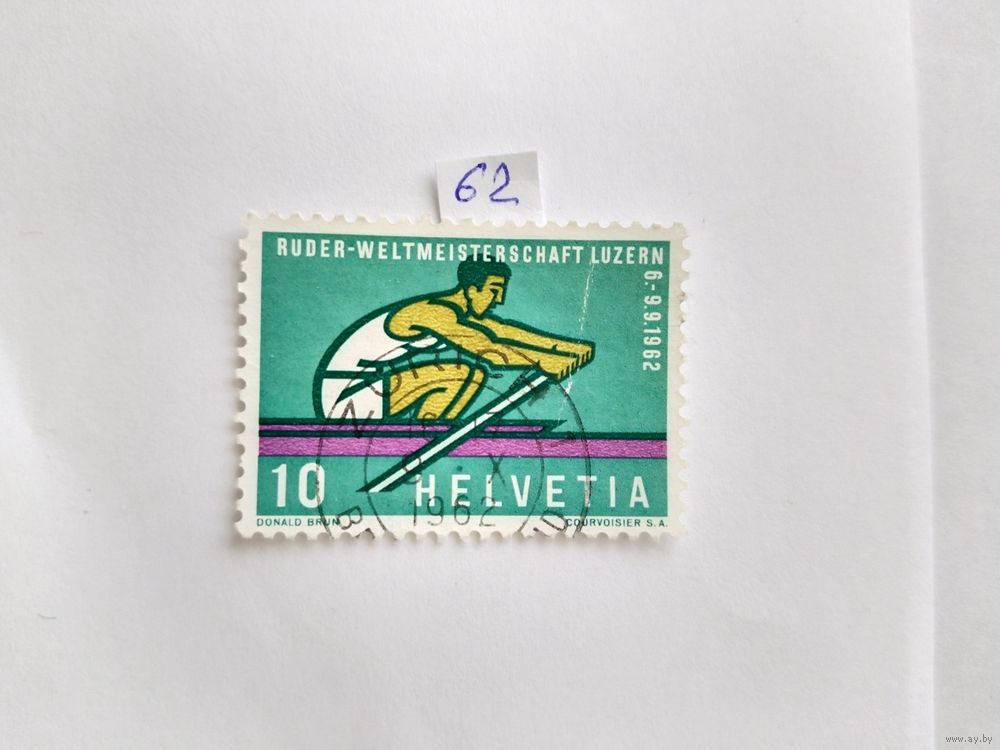 62
RUDER-WELTMEISTERSCHAFT LUZERN
6.-9.9.1962
10 HELVETIA
DONALD BRUN COURVOISIER S.A.
X
1962
www.ay.by